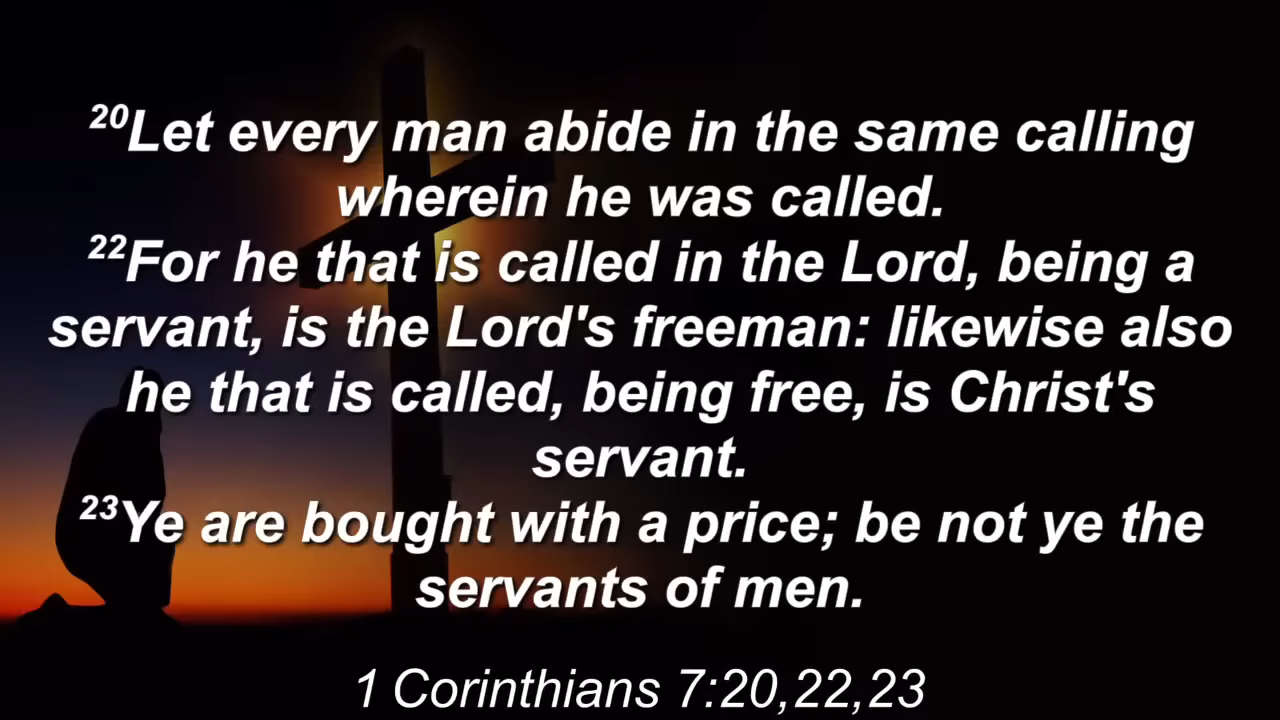 20Let every man abide in the same calling
wherein he was called.
22For he that is called in the Lord, being a
servant, is the Lord's freeman: likewise also
he that is called, being free, is Christ's
servant.
23Ye are bought with a price; be not ye the
servants of men.
1 Corinthians 7:20,22,23